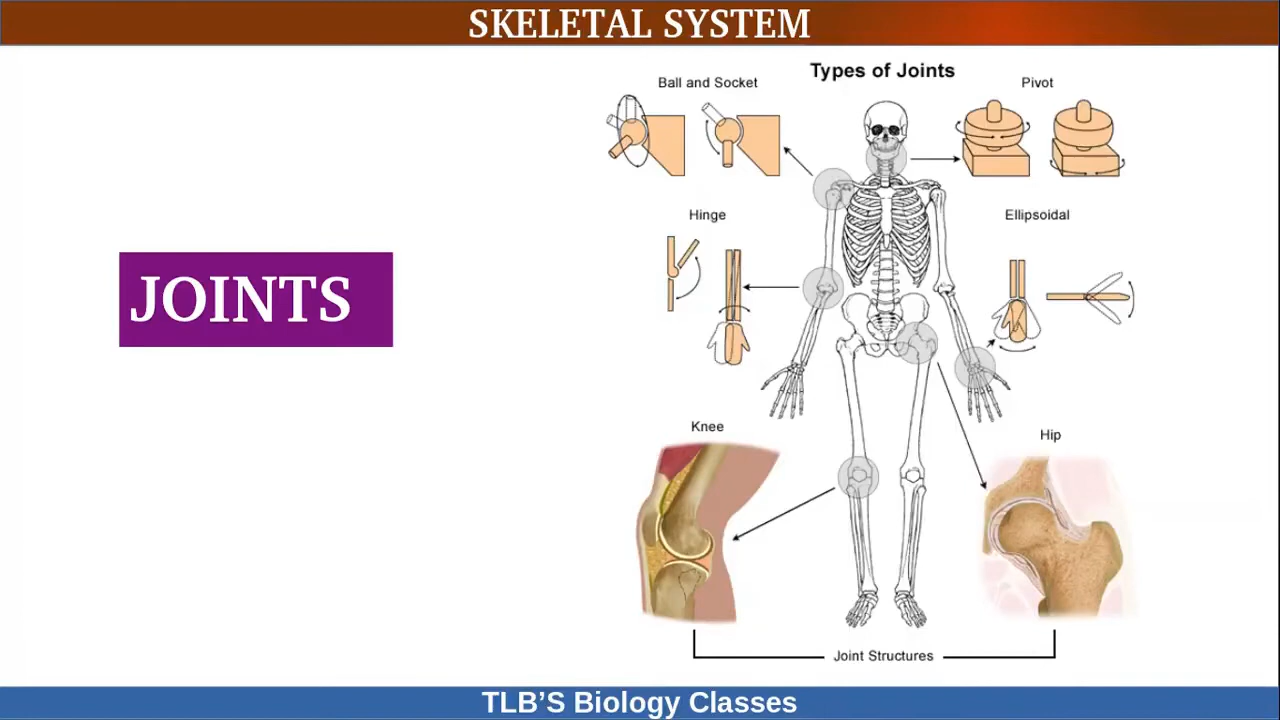 SKELETAL SYSTEM
Types of Joints
Ball and Socket
Pivot
Hinge
Ellipsoidal
JOINTS
Knee
Hip
Joint Structures
TLB’S Biology Classes